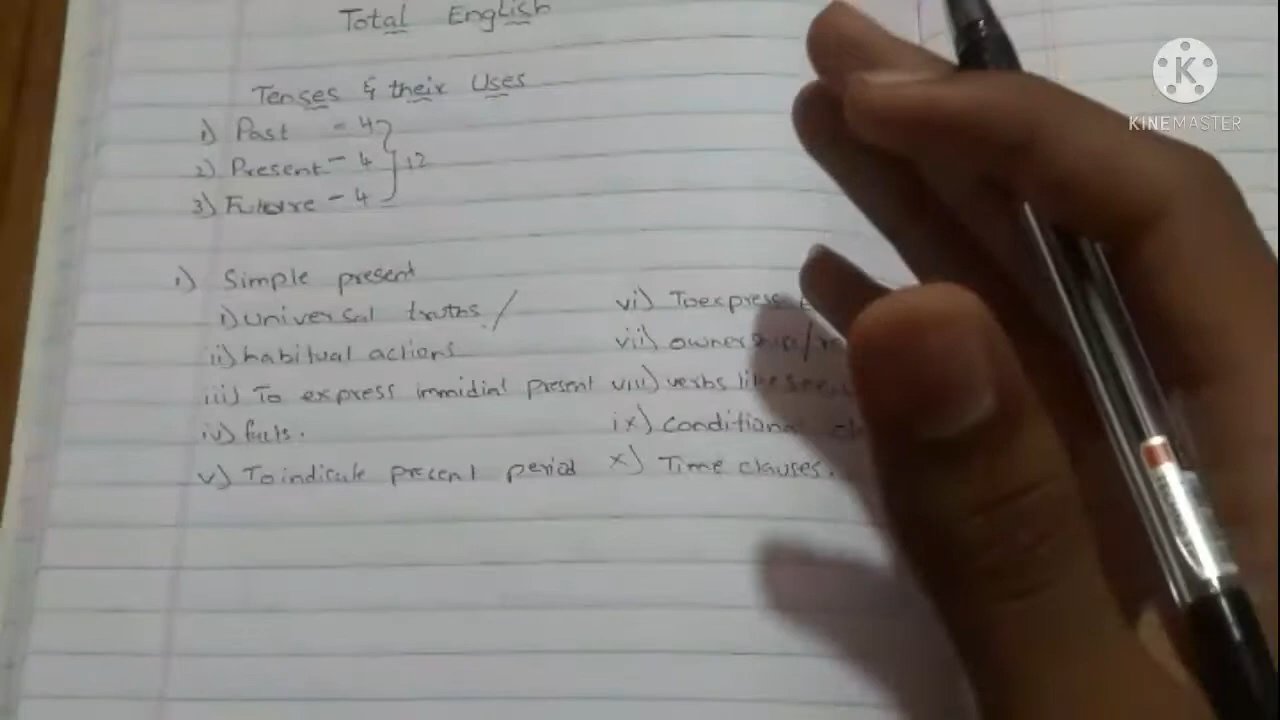 Total English
Tenses & their Uses
1) Past - 4
2) Present - 4 12
3) Future - 4
1) Simple present
i) universal truths. /
ii) habitual actions
iii) To express immidial present
iv) facts.
v) To indicate present period
vi) To express
vii) ownership/
viii) verbs like see,
ix) conditional
x) Time clauses.
KINEMASTER